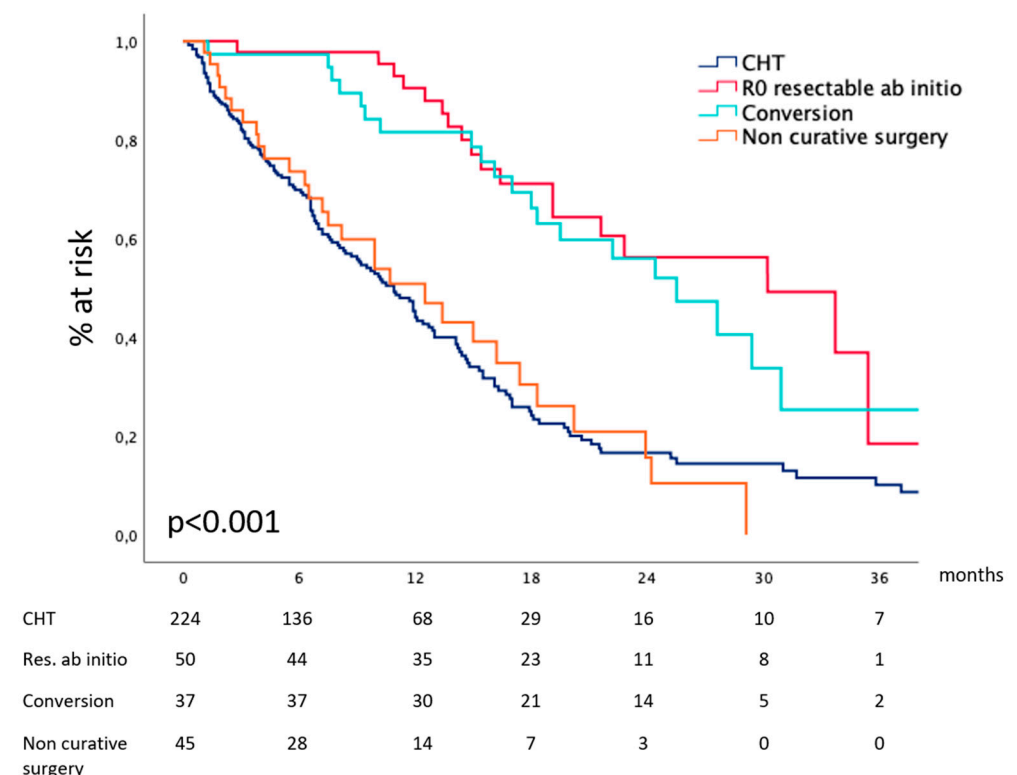 1,0
0,8
0,6
0,4
0,2
0,0
% at risk
CHT
R0 resectable ab initio
Conversion
Non curative surgery
p<0.001
0 6 12 18 24 30 36 months
CHT 224 136 68 29 16 10 7
Res. ab initio 50 44 35 23 11 8 1
Conversion 37 37 30 21 14 5 2
Non curative 45 28 14 7 3 0 0
surgery